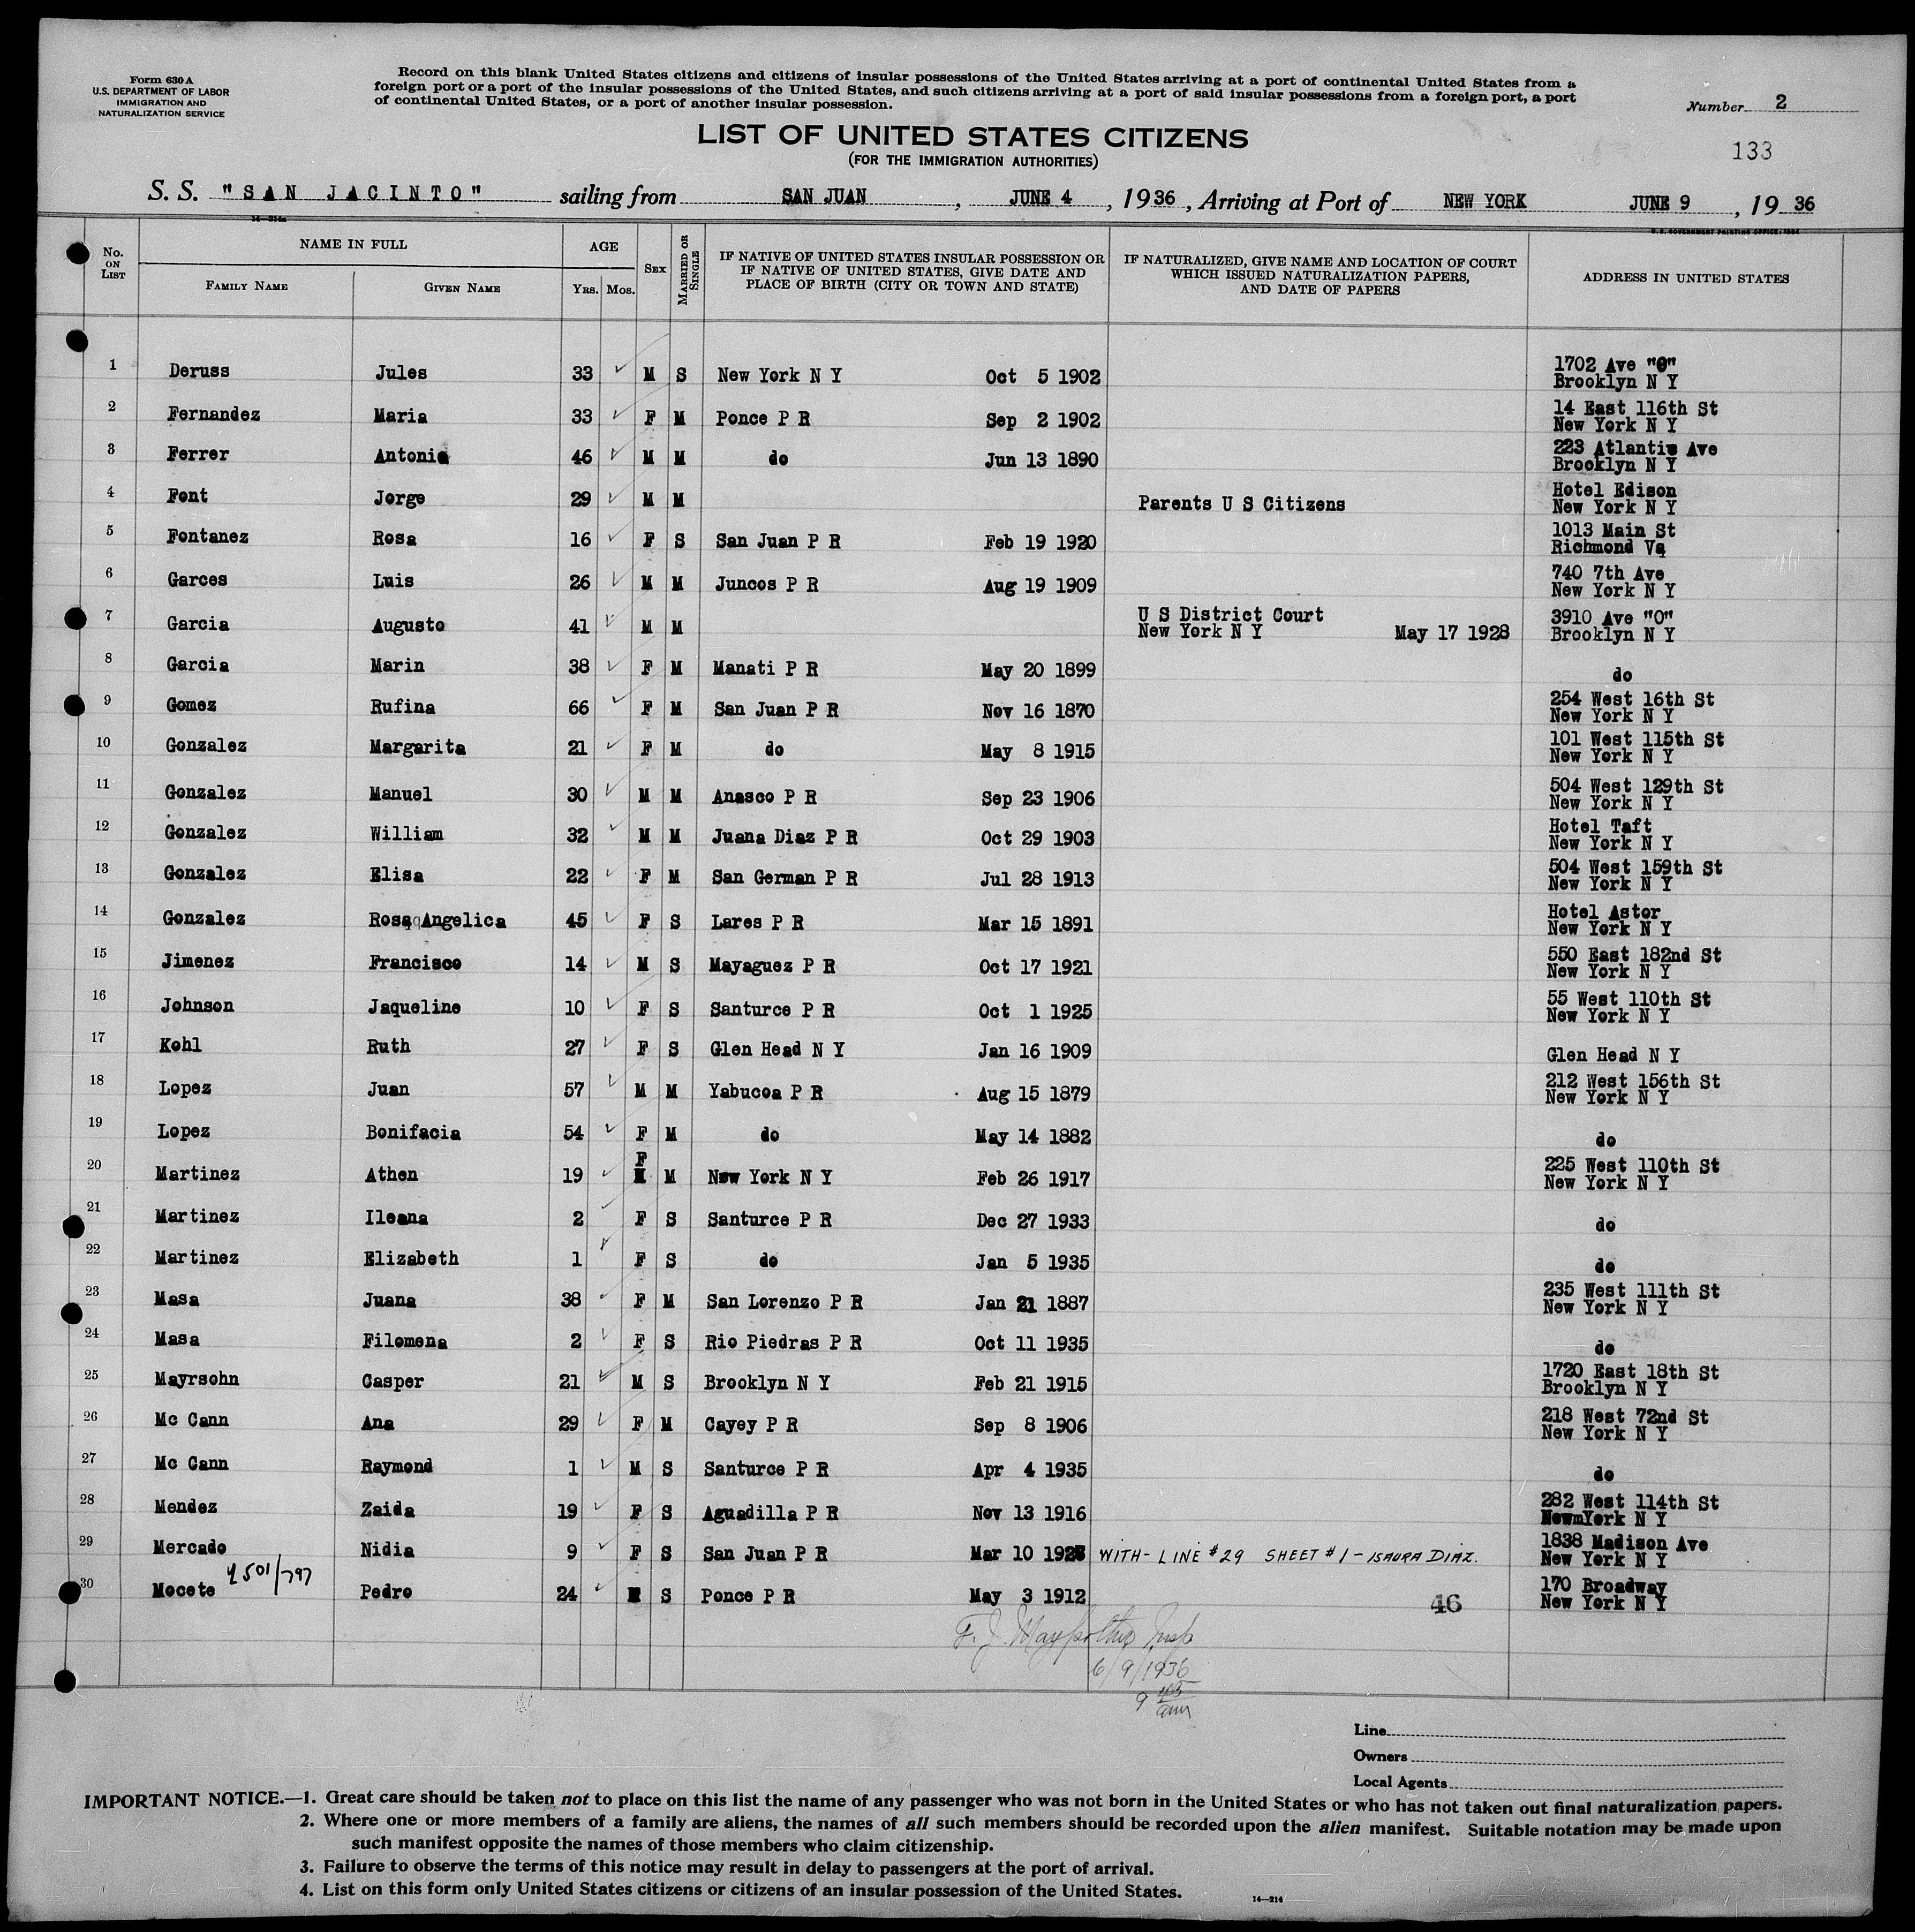 Form 630 A
U.S. DEPARTMENT OF LABOR
IMMIGRATION AND
NATURALIZATION SERVICE
Record on this blank United States citizens and citizens of insular possessions of the United States arriving at a port of continental United States from a
foreign port or a port of the insular possessions of the United States, and such citizens arriving at a port of said insular possessions from a foreign port, a port
of continental United States, or a port of another insular possession.
Number 2
LIST OF UNITED STATES CITIZENS
(FOR THE IMMIGRATION AUTHORITIES)
133
S. S. "SAN JACINTO" sailing from SAN JUAN, JUNE 4, 1936, Arriving at Port of NEW YORK JUNE 9, 1936
14—214a
U.S. GOVERNMENT PRINTING OFFICE: 1934
No. ON LIST
NAME IN FULL
FAMILY NAME
GIVEN NAME
AGE
YRS. MOS.
SEX
MARRIED OR SINGLE
IF NATIVE OF UNITED STATES INSULAR POSSESSION OR
IF NATIVE OF UNITED STATES, GIVE DATE AND
PLACE OF BIRTH (CITY OR TOWN AND STATE)
IF NATURALIZED, GIVE NAME AND LOCATION OF COURT
WHICH ISSUED NATURALIZATION PAPERS,
AND DATE OF PAPERS
ADDRESS IN UNITED STATES
1 Deruss Jules 33 M S New York N Y Oct 5 1902 1702 Ave "O"
Brooklyn N Y
2 Fernandez Maria 33 F M Ponce P R Sep 2 1902 14 East 116th St
New York N Y
3 Ferrer Antonio 46 M M do Jun 13 1890 223 Atlantic Ave
Brooklyn N Y
4 Font Jorge 29 M M Parents U S Citizens Hotel Edison
New York N Y
5 Fontanez Rosa 16 F S San Juan P R Feb 19 1920 1013 Main St
Richmond Va
6 Garces Luis 26 M M Juncos P R Aug 19 1909 740 7th Ave
New York N Y
7 Garcia Augusto 41 M M U S District Court 3910 Ave "O"
New York N Y May 17 1928 Brooklyn N Y
8 Garcia Marin 38 F M Manati P R May 20 1899 do
9 Gomez Rufina 66 F M San Juan P R Nov 16 1870 254 West 16th St
New York N Y
10 Gonzalez Margarita 21 F M do May 8 1915 101 West 115th St
New York N Y
11 Gonzalez Manuel 30 M M Anasco P R Sep 23 1906 504 West 129th St
New York N Y
12 Gonzalez William 32 M M Juana Diaz P R Oct 29 1903 Hotel Taft
New York N Y
13 Gonzalez Elisa 22 F M San German P R Jul 28 1913 504 West 159th St
New York N Y
14 Gonzalez Rosa Angelica 45 F S Lares P R Mar 15 1891 Hotel Astor
New York N Y
15 Jimenez Francisco 14 M S Mayaguez P R Oct 17 1921 550 East 182nd St
New York N Y
16 Johnson Jaqueline 10 F S Santurce P R Oct 1 1925 55 West 110th St
New York N Y
17 Kohl Ruth 27 F S Glen Head N Y Jan 16 1909 Glen Head N Y
18 Lopez Juan 57 M M Yabucoa P R Aug 15 1879 212 West 156th St
New York N Y
19 Lopez Bonifacia 54 F M do May 14 1882 do
20 Martinez Athen 19 F M New York N Y Feb 26 1917 225 West 110th St
New York N Y
21 Martinez Ileana 2 F S Santurce P R Dec 27 1933 do
22 Martinez Elizabeth 1 F S do Jan 5 1935 do
23 Masa Juana 38 F M San Lorenzo P R Jan 21 1887 235 West 111th St
New York N Y
24 Masa Filomena 2 F S Rio Piedras P R Oct 11 1935 do
25 Mayrsohn Casper 21 M S Brooklyn N Y Feb 21 1915 1720 East 18th St
Brooklyn N Y
26 Mc Cann Ana 29 F M Cayey P R Sep 8 1906 218 West 72nd St
New York N Y
27 Mc Cann Raymond 1 M S Santurce P R Apr 4 1935 do
28 Mendez Zaida 19 F S Aguadilla P R Nov 13 1916 282 West 114th St
NewmYork N Y
29 Mercado Nidia 9 F S San Juan P R Mar 10 192 WITH- LINE #29 SHEET #1 - ISAURA DIAZ. 1838 Madison Ave
New York N Y
30 Mocete Pedro 24 S Ponce P R May 3 1912 46 170 Broadway
New York N Y
6/9/1936
9 45
am
Line
Owners
Local Agents
IMPORTANT NOTICE.—1. Great care should be taken not to place on this list the name of any passenger who was not born in the United States or who has not taken out final naturalization papers.
2. Where one or more members of a family are aliens, the names of all such members should be recorded upon the alien manifest. Suitable notation may be made upon
such manifest opposite the names of those members who claim citizenship.
3. Failure to observe the terms of this notice may result in delay to passengers at the port of arrival.
4. List on this form only United States citizens or citizens of an insular possession of the United States.
14—214